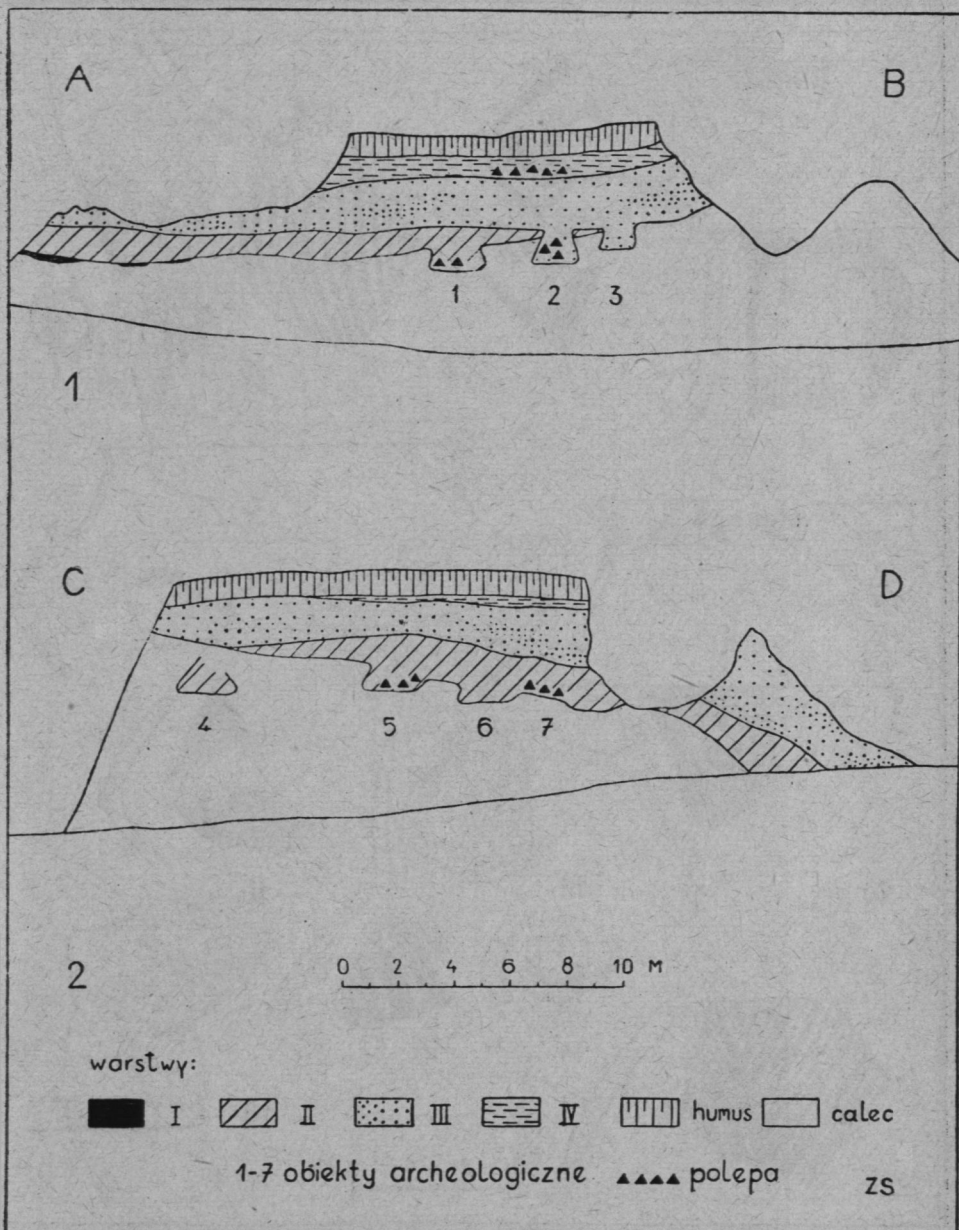 A B
1 2 3
1
C D
4 5 6 7
2
0 2 4 6 8 10 M
warstwy:
I II III IV humus calec
1-7 obiekty archeologiczne polepa
ZS